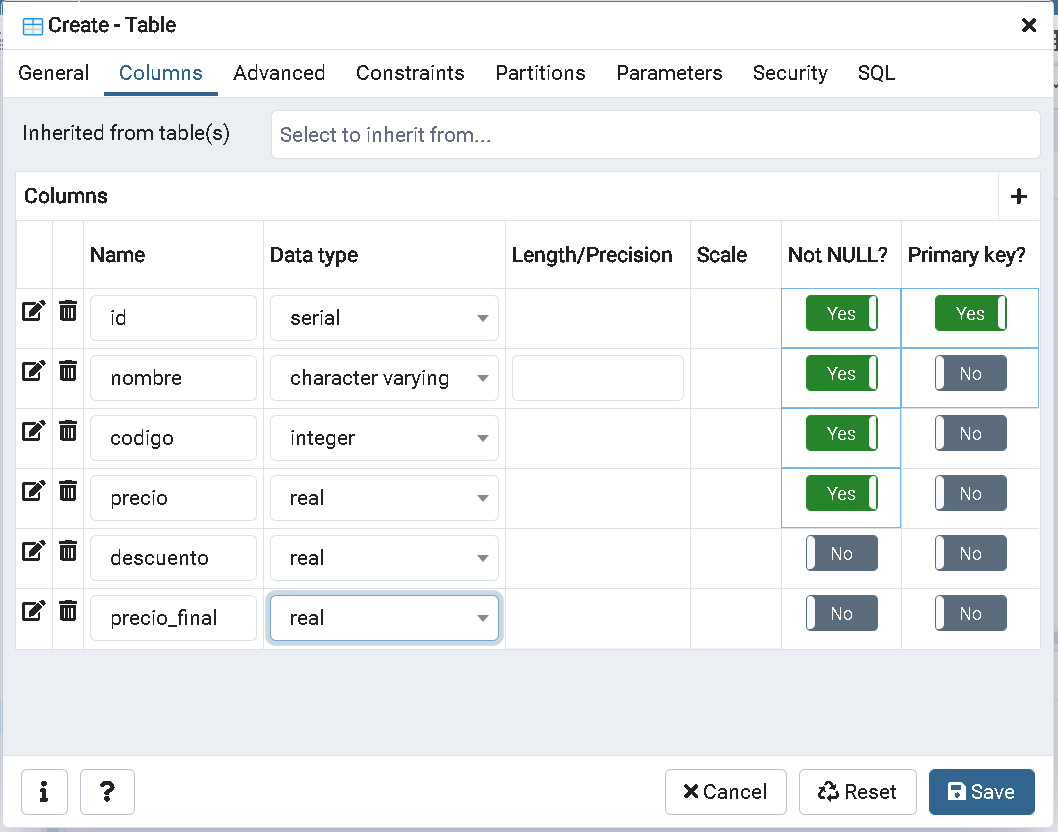 Create - Table
General Columns Advanced Constraints Partitions Parameters Security SQL
Inherited from table(s) Select to inherit from...
Columns
Name Data type Length/Precision Scale Not NULL? Primary key?
id serial Yes Yes
nombre character varying Yes No
codigo integer Yes No
precio real Yes No
descuento real No No
precio_final real No No
i ? Cancel Reset Save